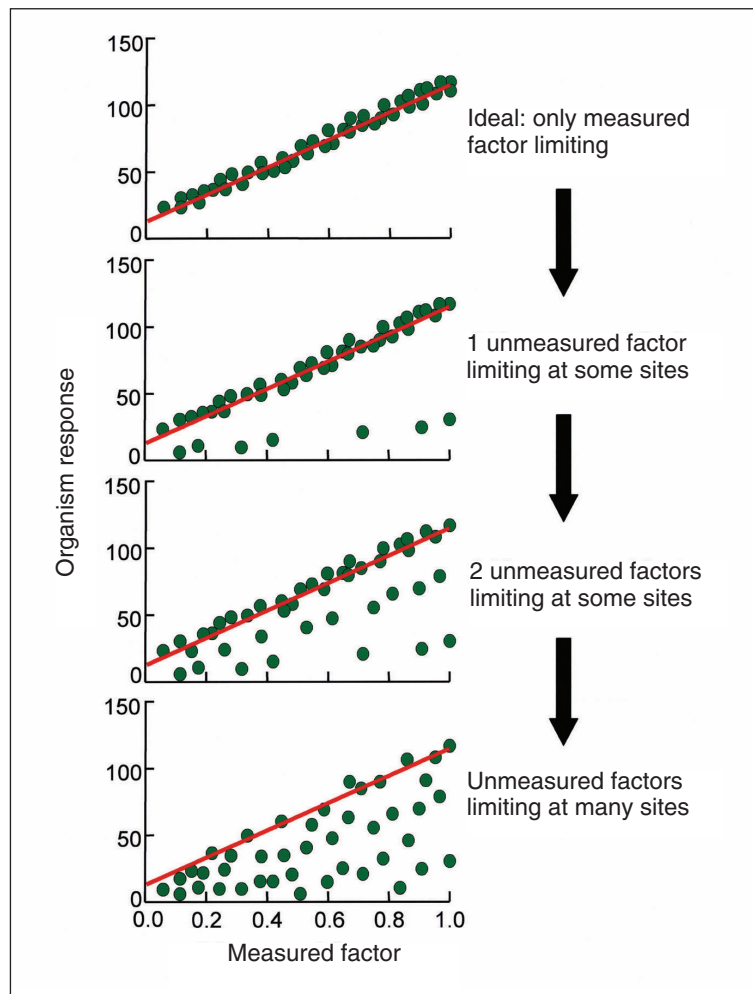 150
100
50
0
Ideal: only measured
factor limiting
150
100
50
0
1 unmeasured factor
limiting at some sites
Organism response
150
100
50
0
2 unmeasured factors
limiting at some sites
150
100
50
0
Unmeasured factors
limiting at many sites
0.0 0.2 0.4 0.6 0.8 1.0
Measured factor